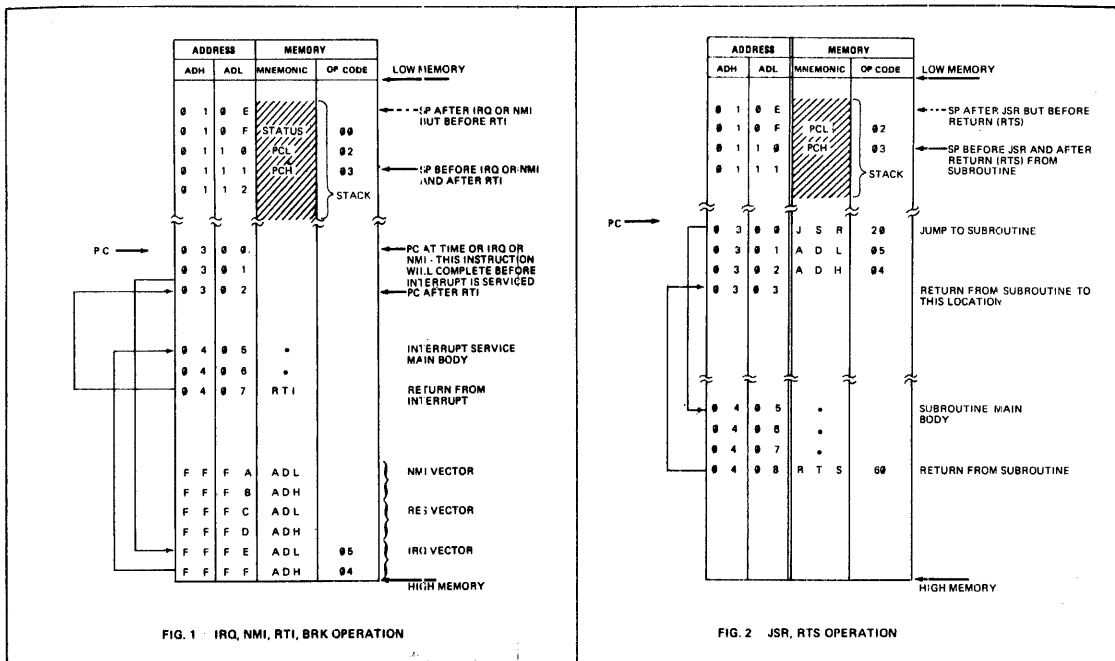 ADDRESS MEMORY
ADH ADL MNEMONIC OP CODE LOW MEMORY
0 1 0 E SP AFTER IRQ OR NMI
BUT BEFORE RTI
0 1 0 F STATUS 00
0 1 1 0 PCL 02
0 1 1 1 PCH 03 SP BEFORE IRQ OR NMI
AND AFTER RTI
0 1 1 2 STACK
PC 0 3 0 0. PC AT TIME OR IRQ OR
NMI - THIS INSTRUCTION
0 3 0 1 WILL COMPLETE BEFORE
INTERRUPT IS SERVICED
0 3 0 2 PC AFTER RTI
0 4 0 5 • INTERRUPT SERVICE
MAIN BODY
0 4 0 6 •
0 4 0 7 RTI RETURN FROM
INTERRUPT
F F F A ADL NMI VECTOR
F F F B ADH
F F F C ADL RES VECTOR
F F F D ADH
F F F E ADL 05 IRQ VECTOR
F F F F ADH 04
HIGH MEMORY
FIG. 1 IRQ, NMI, RTI, BRK OPERATION
ADDRESS MEMORY
ADH ADL MNEMONIC OP CODE LOW MEMORY
0 1 0 E SP AFTER JSR BUT BEFORE
RETURN (RTS)
0 1 0 F PCL 02
0 1 1 0 PCH 03 SP BEFORE JSR AND AFTER
RETURN (RTS) FROM
SUBROUTINE
0 1 1 1 STACK
PC
0 3 0 0 J S R 20 JUMP TO SUBROUTINE
0 3 0 1 A D L 05
0 3 0 2 A D H 04
0 3 0 3 RETURN FROM SUBROUTINE TO
THIS LOCATION
0 4 0 5 • SUBROUTINE MAIN
BODY
0 4 0 6 •
0 4 0 7 •
0 4 0 8 R T S 60 RETURN FROM SUBROUTINE
HIGH MEMORY
FIG. 2 JSR, RTS OPERATION